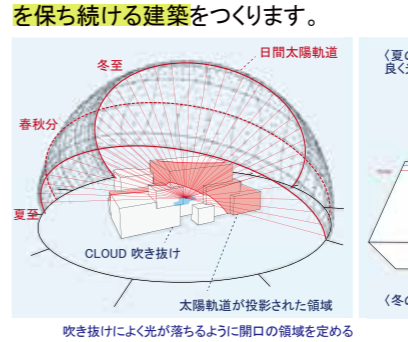 を保ち続ける建築をつくります。
日間太陽軌道
冬至
春秋分
夏至
CLOUD 吹き抜け
太陽軌道が投影された領域
吹き抜けによく光が落ちるように開口の領域を定める
〈夏の
良く
〈冬の